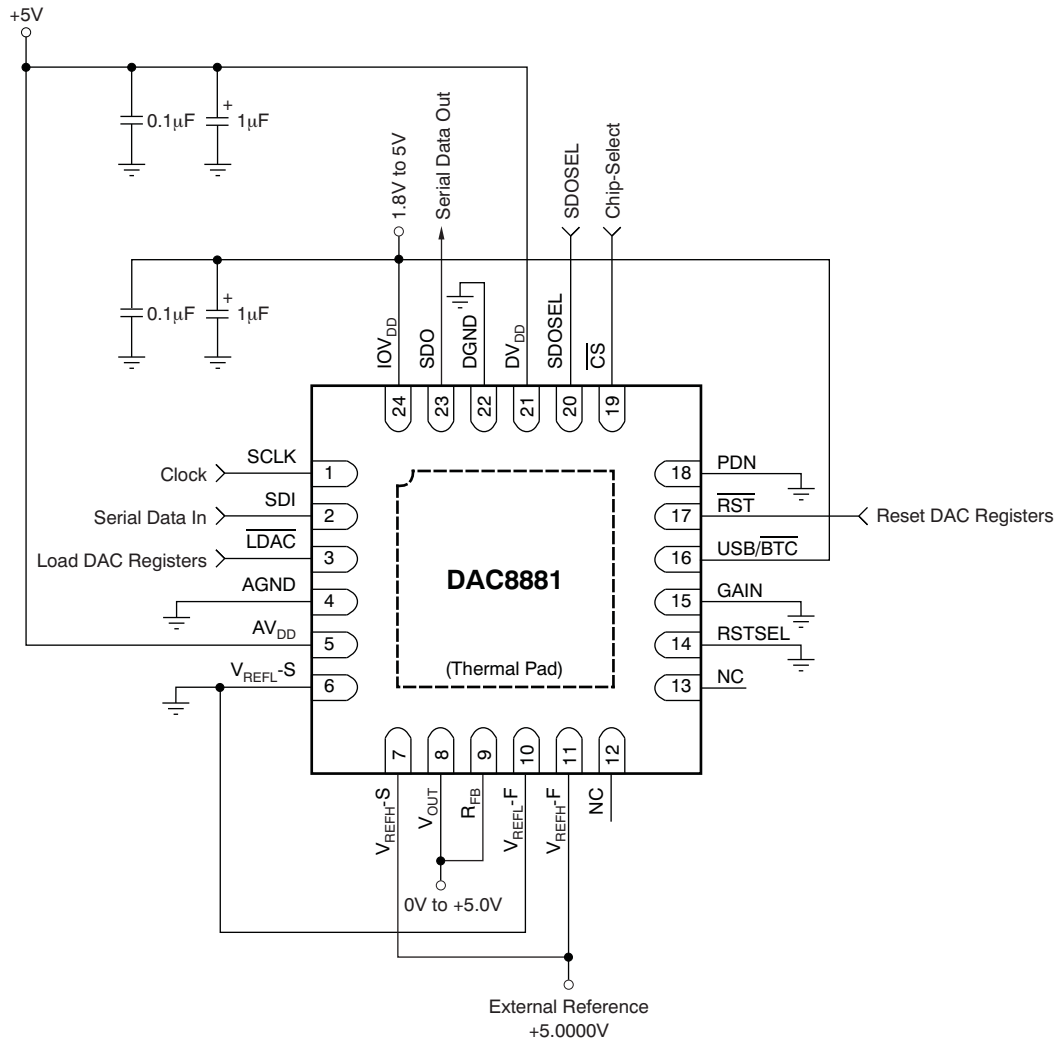 +5V
0.1μF
+
1μF
1.8V to 5V
Serial Data Out
SDOSEL
Chip-Select
0.1μF
+
1μF
IOVDD
SDO
DGND
DVDD
SDOSEL
C̅S̅
24
23
22
21
20
19
Clock
SCLK
1
Serial Data In
SDI
2
Load DAC Registers
L̅D̅A̅C̅
3
AGND
4
AVDD
5
VREFL-S
6
DAC8881
(Thermal Pad)
18
PDN
17
R̅S̅T̅
Reset DAC Registers
16
USB/B̅T̅C̅
15
GAIN
14
RSTSEL
13
NC
7
8
9
10
11
12
VREFH-S
VOUT
RFB
VREFL-F
VREFH-F
NC
0V to +5.0V
External Reference
+5.0000V